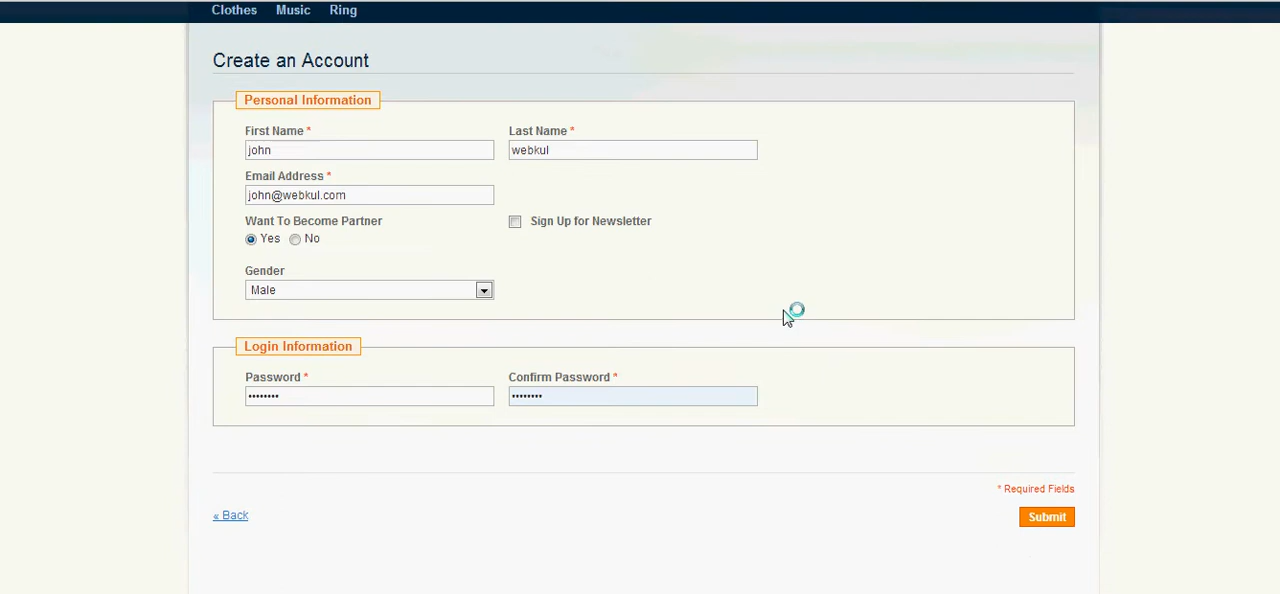 Clothes Music Ring
Create an Account
Personal Information
First Name * Last Name *
john webkul
Email Address *
john@webkul.com
Want To Become Partner Sign Up for Newsletter
Yes No
Gender
Male
Login Information
Password * Confirm Password *
•••••••• ••••••••
* Required Fields
« Back Submit